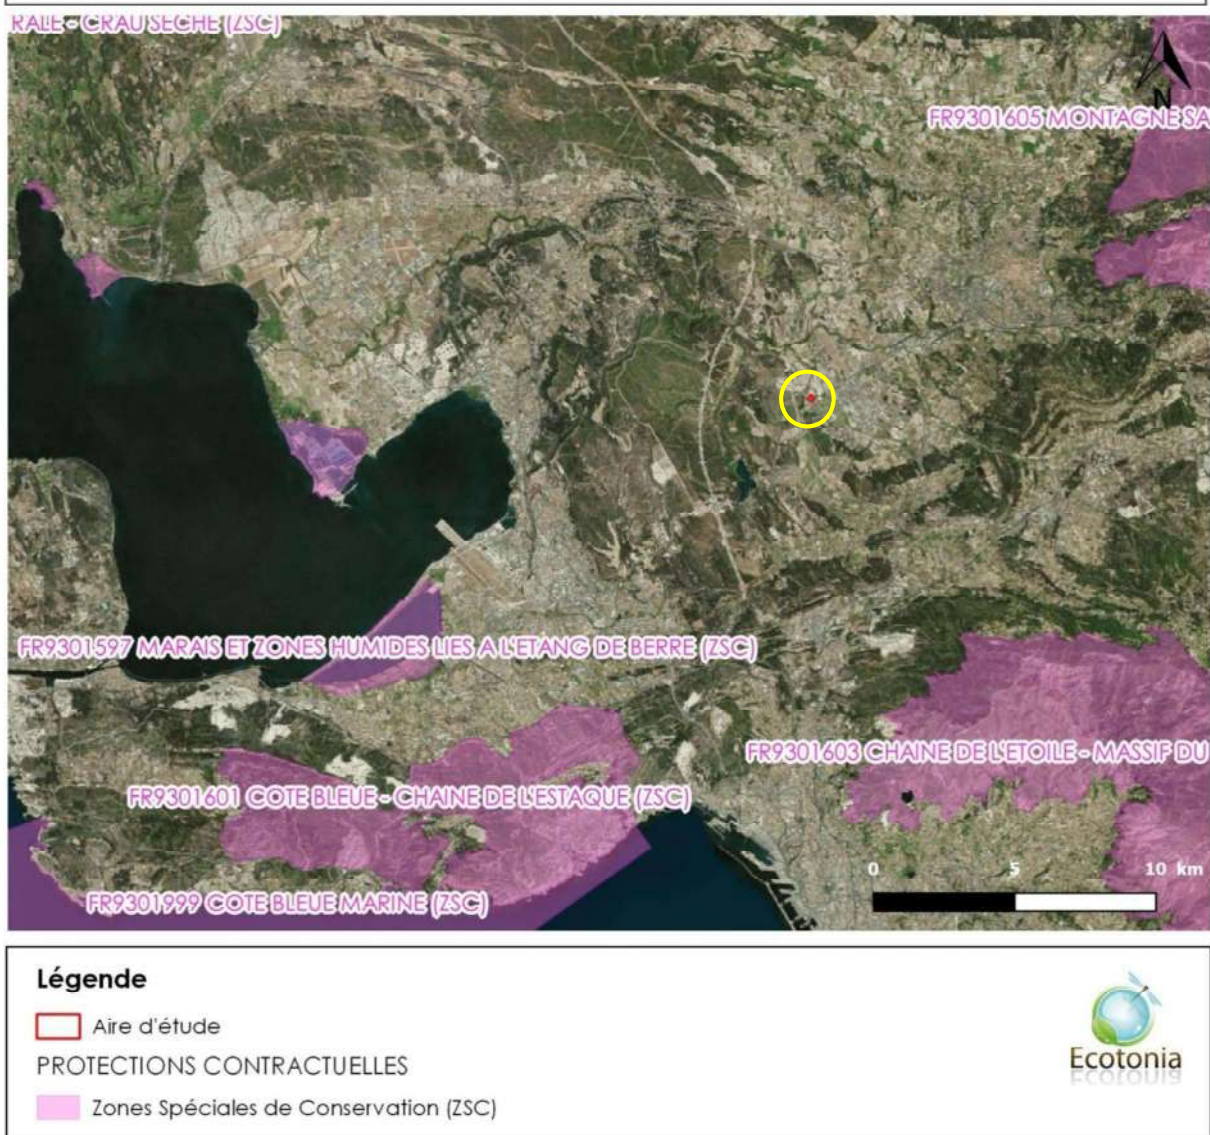 RALE - CRAU SECHE (ZSC)
N
FR9301605 MONTAGNE SA
FR9301597 MARAIS ET ZONES HUMIDES LIES A L'ETANG DE BERRE (ZSC)
FR9301603 CHAINE DE L'ETOILE - MASSIF DU
FR9301601 COTE BLEUE - CHAINE DE L'ESTAQUE (ZSC)
0 5 10 km
FR9301999 COTE BLEUE MARINE (ZSC)
Légende
Aire d'étude
PROTECTIONS CONTRACTUELLES
Zones Spéciales de Conservation (ZSC)
Ecotonia